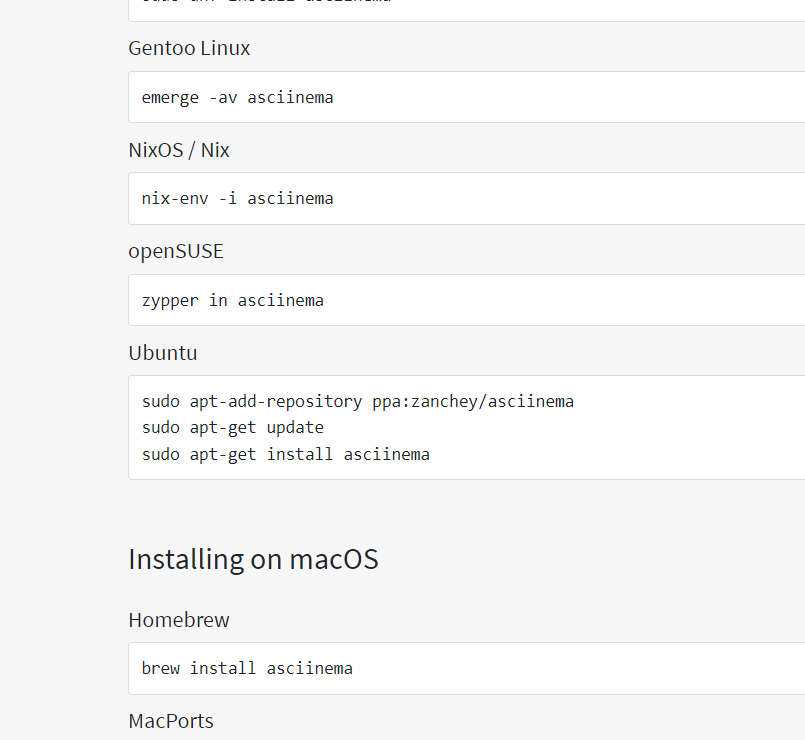 Gentoo Linux
emerge -av asciinema
NixOS / Nix
nix-env -i asciinema
openSUSE
zypper in asciinema
Ubuntu
sudo apt-add-repository ppa:zanchey/asciinema
sudo apt-get update
sudo apt-get install asciinema
Installing on macOS
Homebrew
brew install asciinema
MacPorts